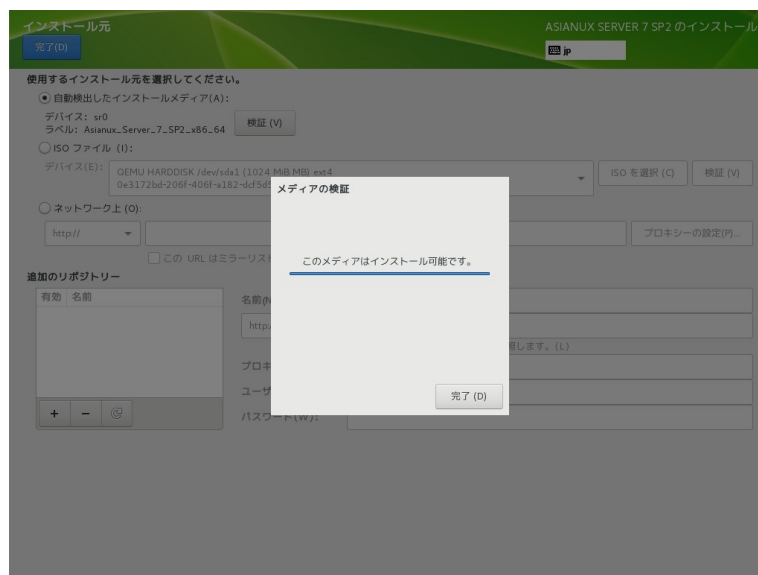 インストール元
ASIANUX SERVER 7 SP2 のインストール
完了(D)
jp
使用するインストール元を選択してください。
自動検出したインストールメディア(A):
デバイス: sr0
ラベル: Asianux_Server_7_SP2_x86_64
検証 (V)
ISO ファイル (I):
デバイス(E):
QEMU HARDDISK /dev/sda1 (1024 MiB MB) ext4
0e3172bd-206f-406f-a182-dcf5d5
ISO を選択 (C)
検証 (V)
メディアの検証
ネットワーク上 (O):
http://
プロキシーの設定(P)...
この URL はミラーリスト
このメディアはインストール可能です。
追加のリポジトリー
有効 名前
名前(N
http:/
します。(L)
プロキ
ユーザ
完了 (D)
パスワード(W):